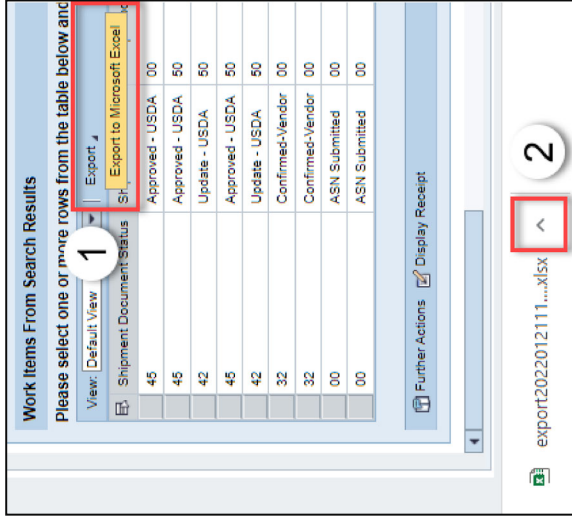 Work Items From Search Results
Please select one or more rows from the table below and
View: Default View Export
Export to Microsoft Excel
1
Shipment Document Status
45 Approved - USDA 00
45 Approved - USDA 50
42 Update - USDA 50
45 Approved - USDA 50
42 Update - USDA 50
32 Confirmed-Vendor 00
32 Confirmed-Vendor 00
00 ASN Submitted 00
00 ASN Submitted 00
Further Actions Display Receipt
export2022012111....xlsx
2